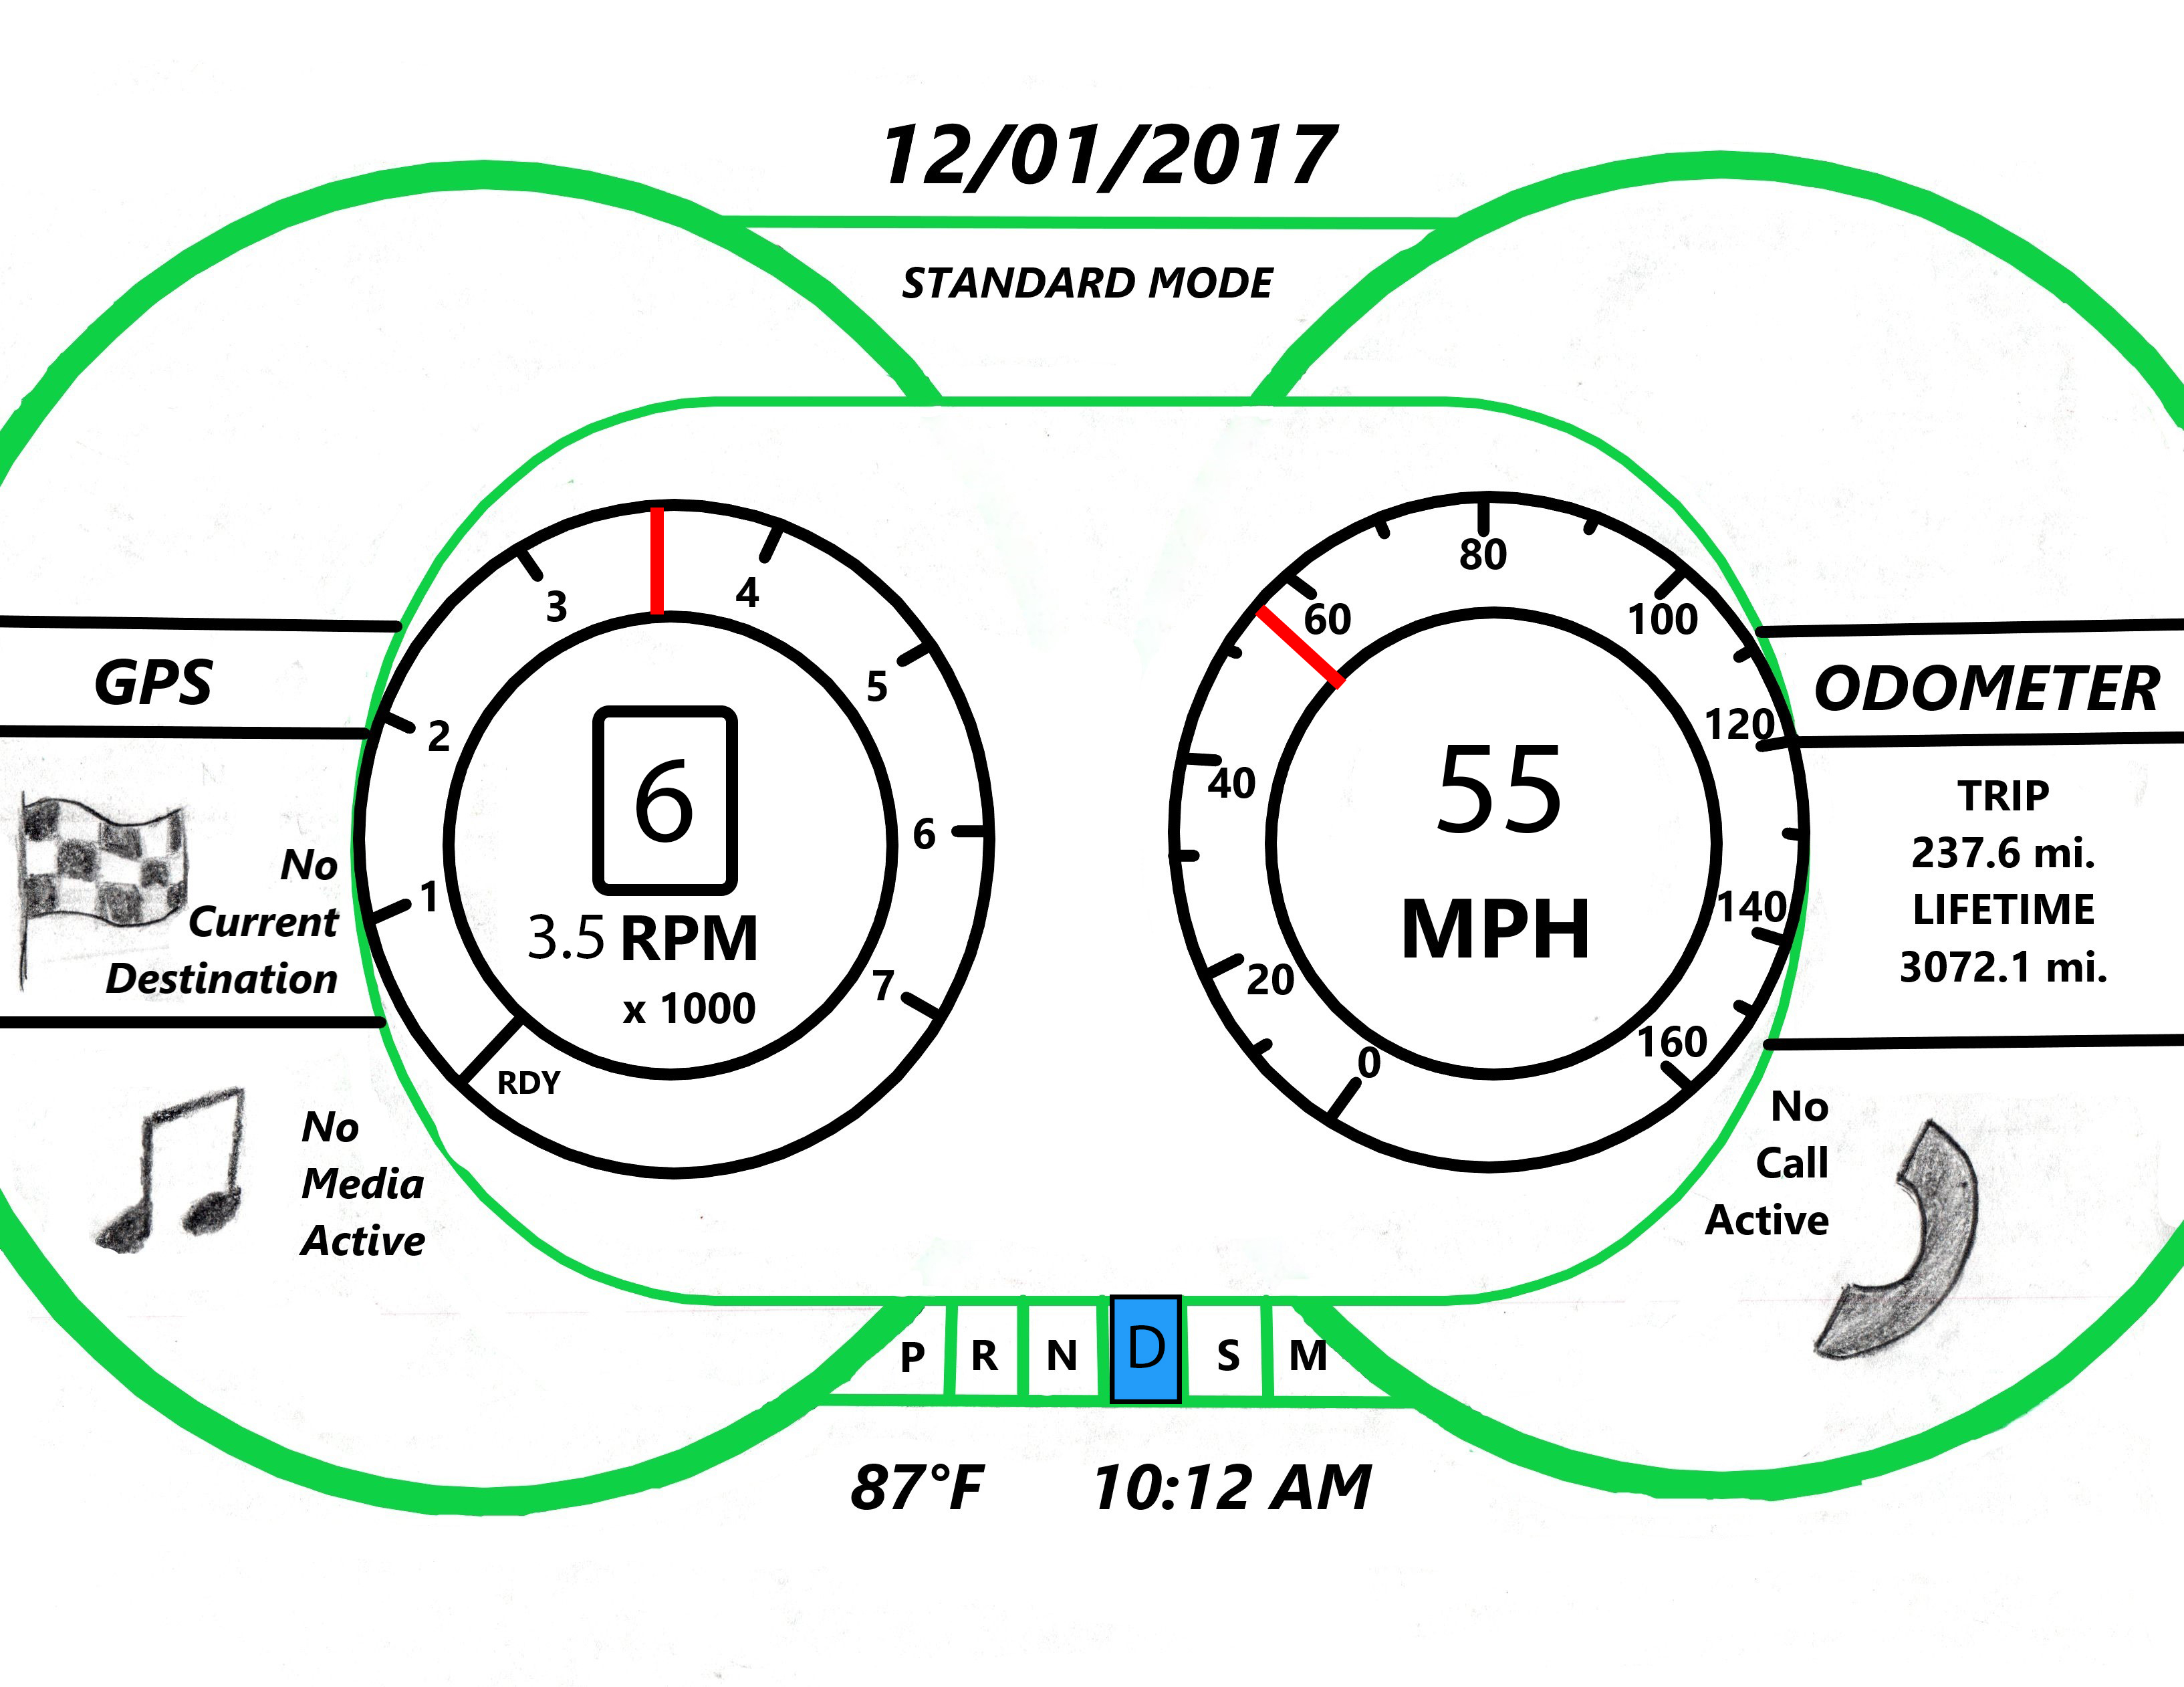 12/01/2017
STANDARD MODE
GPS
No
Current
Destination
No
Media
Active
3
4
2
5
1
6
7
RDY
6
3.5 RPM
x 1000
80
60
100
40
120
20
140
0
160
55
MPH
ODOMETER
TRIP
237.6 mi.
LIFETIME
3072.1 mi.
No
Call
Active
P R N D S M
87°F 10:12 AM